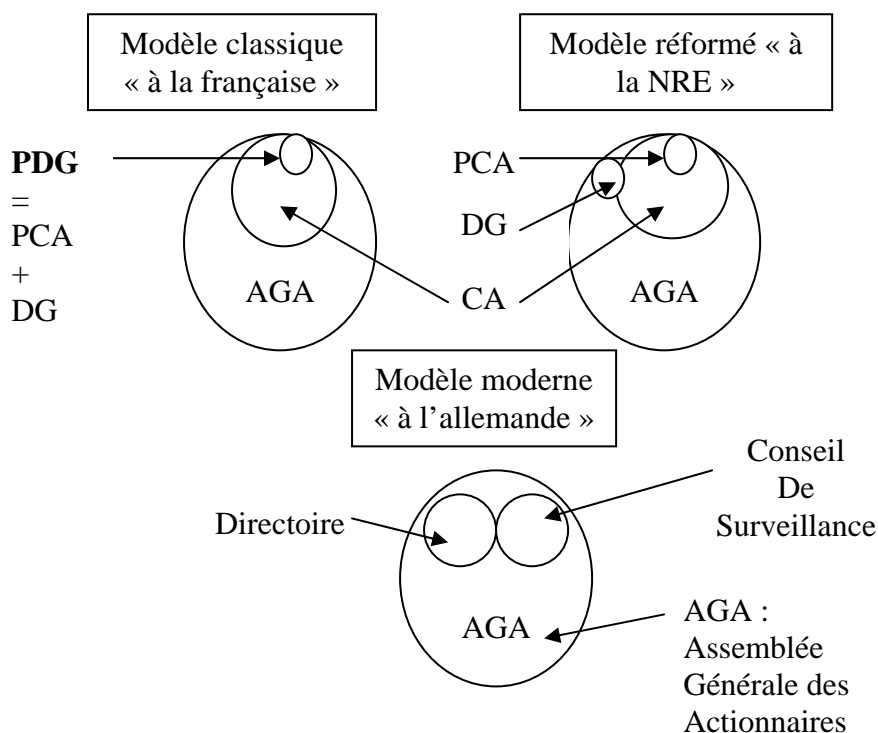 Modèle classique
« à la française »
Modèle réformé « à
la NRE »
PDG
=
PCA
+
DG
AGA
PCA
DG
CA
AGA
Modèle moderne
« à l’allemande »
Directoire
Conseil
De
Surveillance
AGA
AGA :
Assemblée
Générale des
Actionnaires